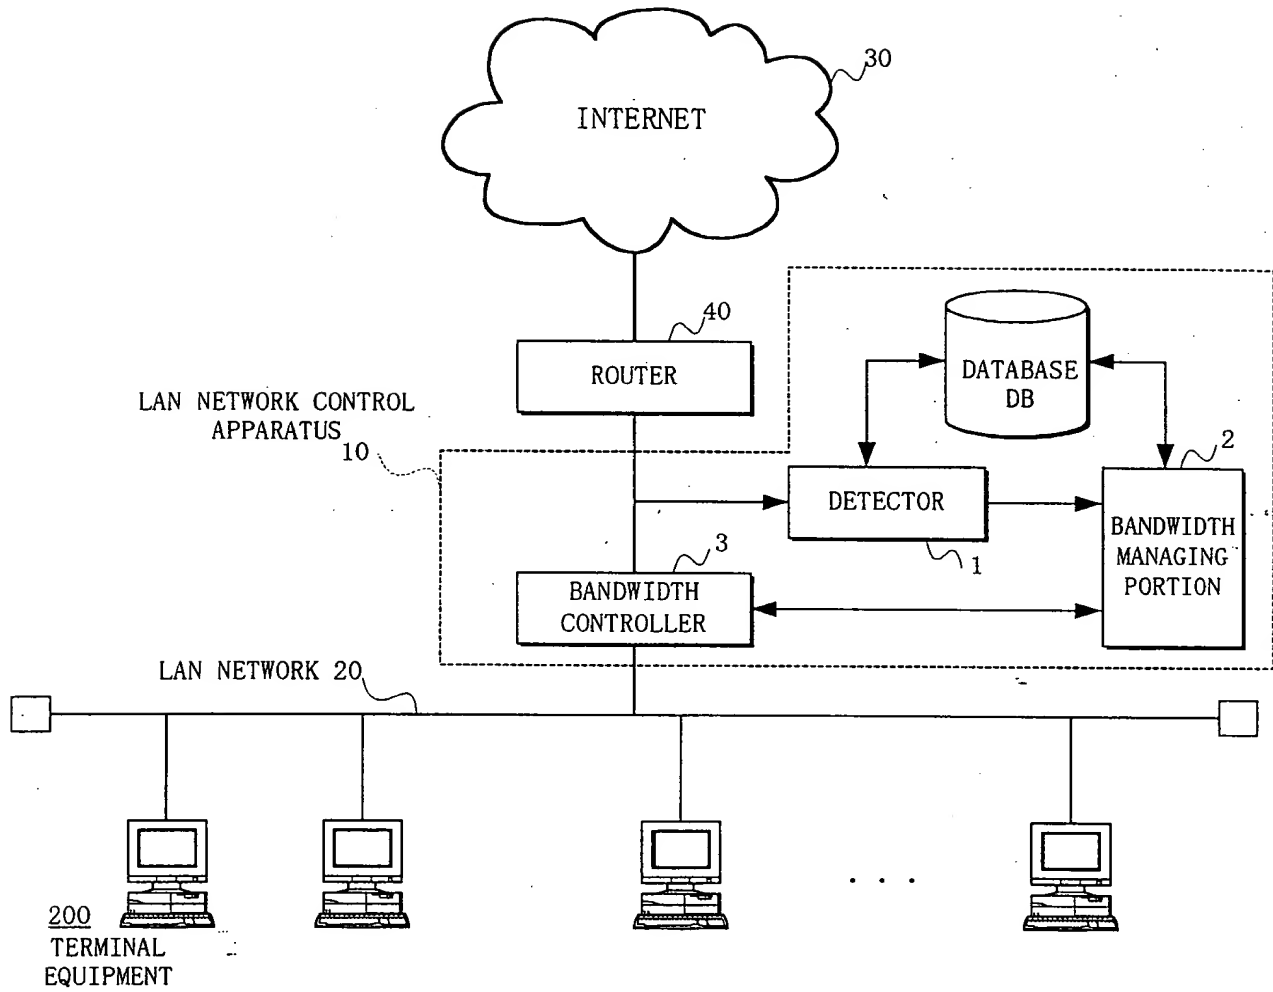 30
INTERNET
40
ROUTER
DATABASE
DB
LAN NETWORK CONTROL
APPARATUS
10
2
DETECTOR
1
BANDWIDTH
MANAGING
PORTION
3
BANDWIDTH
CONTROLLER
LAN NETWORK 20
. . .
200
TERMINAL
EQUIPMENT